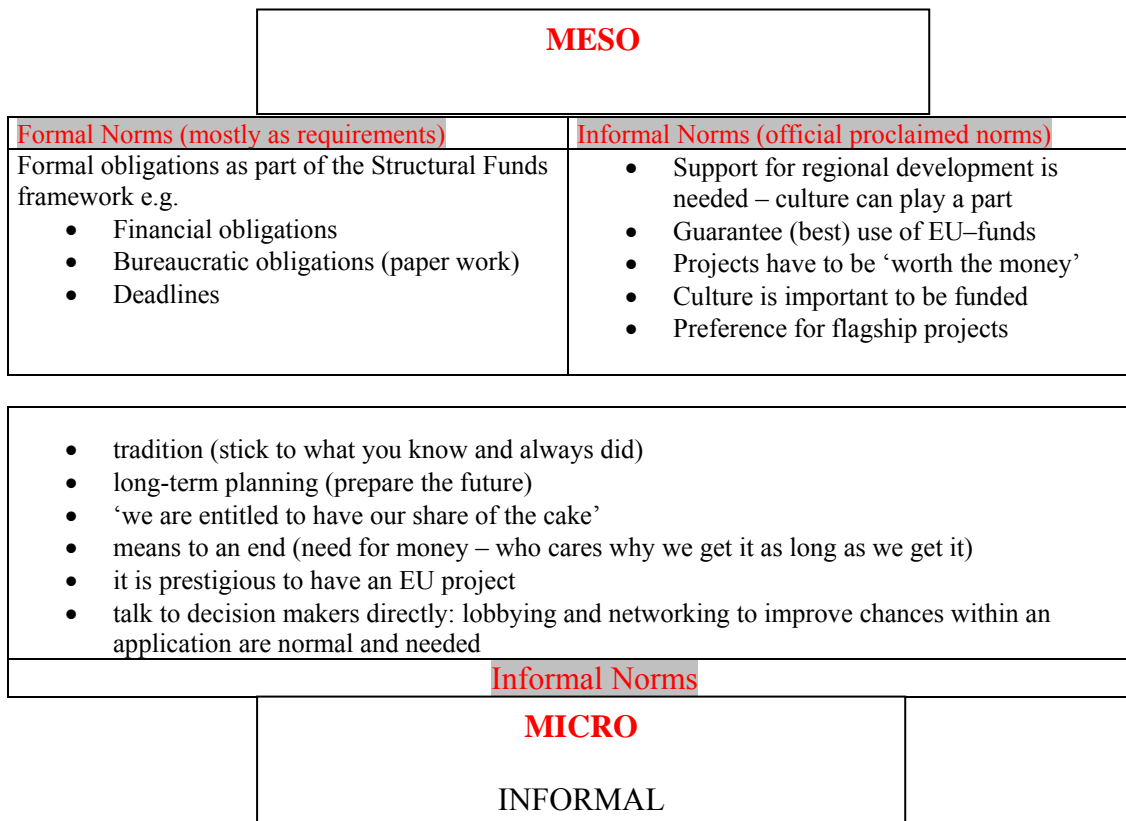 MESO
Formal Norms (mostly as requirements)
Formal obligations as part of the Structural Funds
framework e.g.
• Financial obligations
• Bureaucratic obligations (paper work)
• Deadlines
Informal Norms (official proclaimed norms)
• Support for regional development is
needed – culture can play a part
• Guarantee (best) use of EU–funds
• Projects have to be ‘worth the money’
• Culture is important to be funded
• Preference for flagship projects
• tradition (stick to what you know and always did)
• long-term planning (prepare the future)
• ‘we are entitled to have our share of the cake’
• means to an end (need for money – who cares why we get it as long as we get it)
• it is prestigious to have an EU project
• talk to decision makers directly: lobbying and networking to improve chances within an
application are normal and needed
Informal Norms
MICRO
INFORMAL